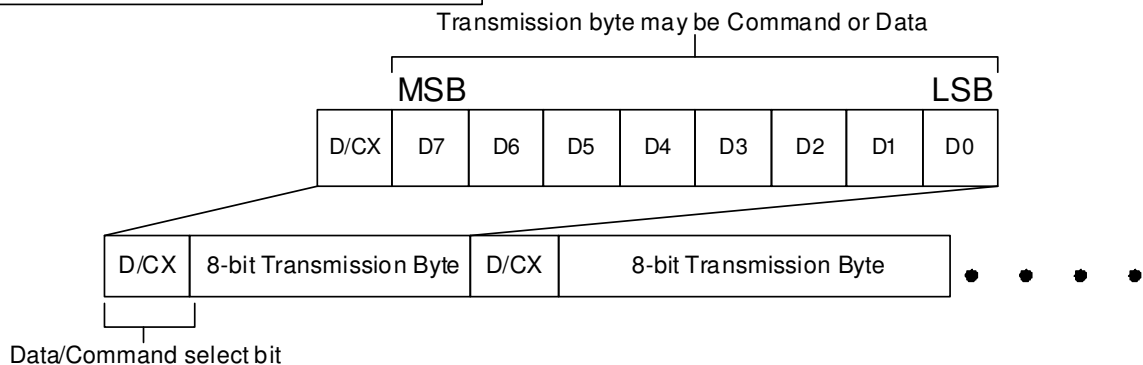 Transmission byte may be Command or Data
MSB LSB
D/CX D7 D6 D5 D4 D3 D2 D1 D0
D/CX 8-bit Transmission Byte D/CX 8-bit Transmission Byte
Data/Command select bit